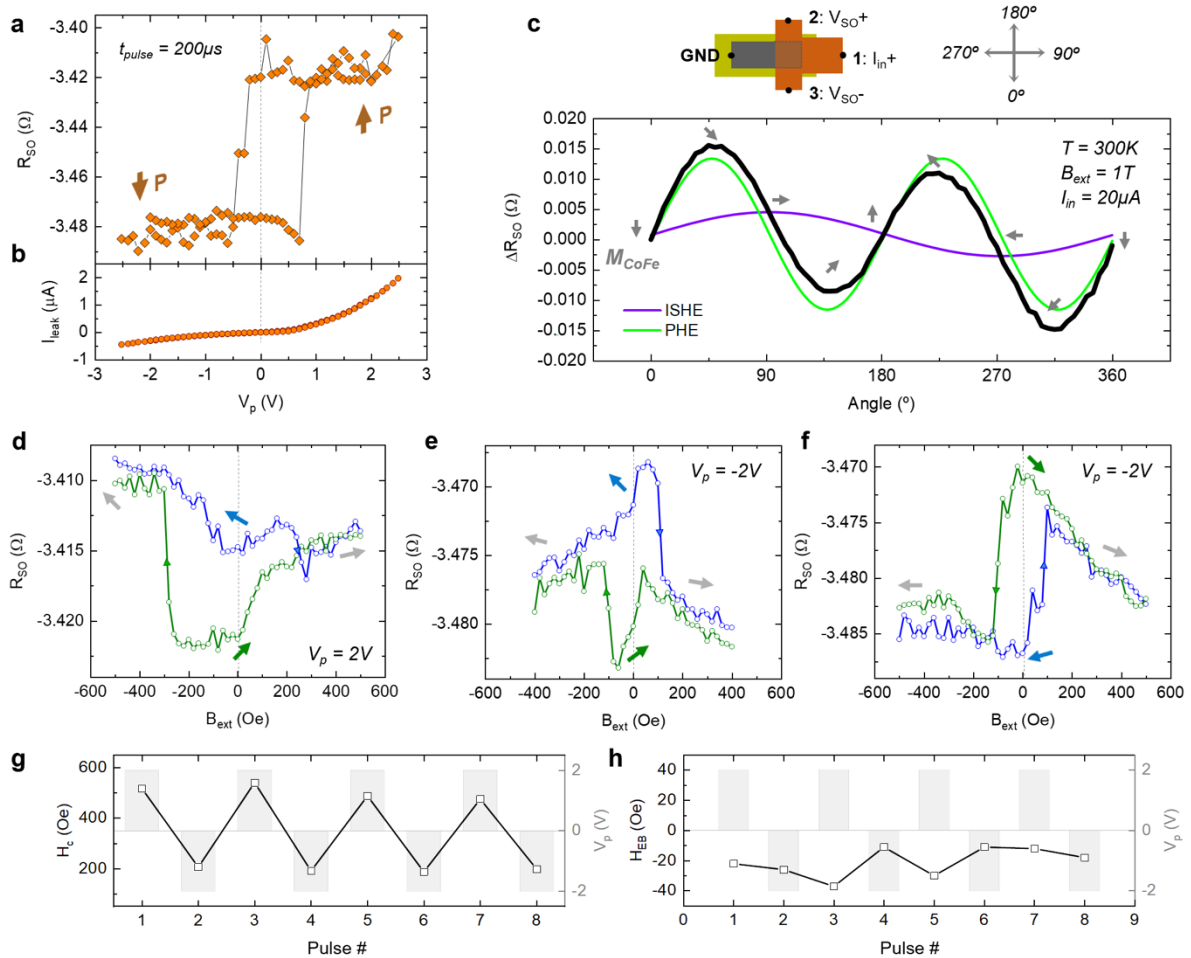 a
t_pulse = 200μs
-3.40
-3.42
-3.44
-3.46
-3.48
R_SO (Ω)
P
P
b
2
1
0
-1
I_leak (μA)
-3 -2 -1 0 1 2 3
V_p (V)
c
2: V_SO+
GND
1: I_in+
3: V_SO-
180º
270º 90º
0º
0.020
0.015
0.010
0.005
0.000
-0.005
-0.010
-0.015
-0.020
ΔR_SO (Ω)
T = 300K
B_ext = 1T
I_in = 20μA
M_CoFe
ISHE
PHE
0 90 180 270 360
Angle (º)
d
-3.410
-3.415
-3.420
R_SO (Ω)
V_p = 2V
-600 -400 -200 0 200 400 600
B_ext (Oe)
e
V_p = -2V
-3.470
-3.475
-3.480
R_SO (Ω)
-600 -400 -200 0 200 400 600
B_ext (Oe)
f
V_p = -2V
-3.470
-3.475
-3.480
-3.485
R_SO (Ω)
-600 -400 -200 0 200 400 600
B_ext (Oe)
g
600
400
200
H_c (Oe)
2
0
-2
V_p (V)
1 2 3 4 5 6 7 8
Pulse #
h
40
20
0
-20
-40
H_EB (Oe)
2
0
-2
V_p (V)
0 1 2 3 4 5 6 7 8 9
Pulse #